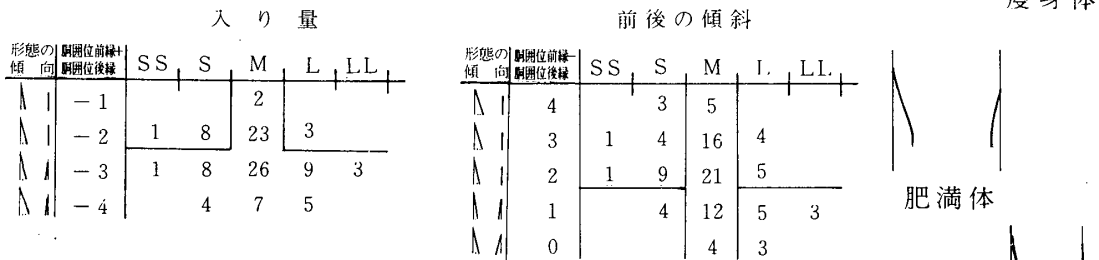 入り量
形態の傾向 胴囲位前縁+胴囲位後縁 SS S M L LL
-1 2
-2 1 8 23 3
-3 1 8 26 9 3
-4 4 7 5
前後の傾斜
形態の傾向 胴囲位前縁-胴囲位後縁 SS S M L LL
4 3 5
3 1 4 16 4
2 1 9 21 5
1 4 12 5 3
0 4 3
瘦身体
肥満体